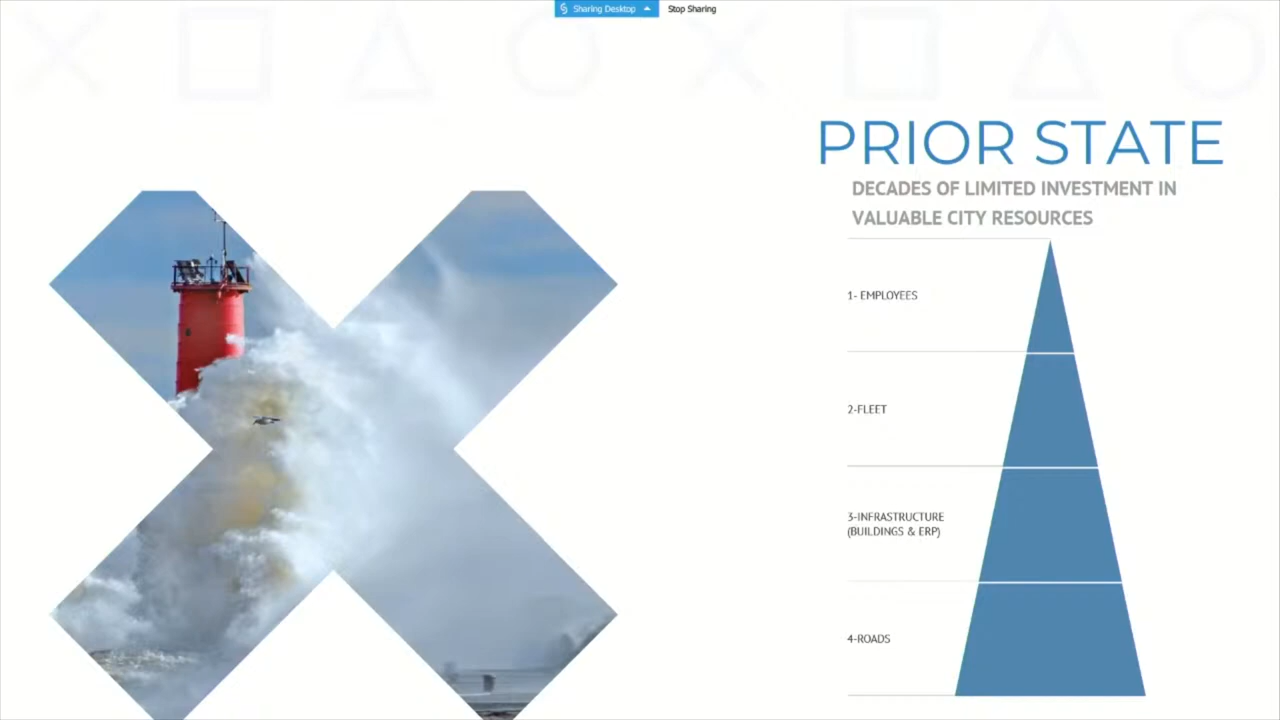 Sharing Desktop Stop Sharing
PRIOR STATE
DECADES OF LIMITED INVESTMENT IN
VALUABLE CITY RESOURCES
1- EMPLOYEES
2-FLEET
3-INFRASTRUCTURE
(BUILDINGS & ERP)
4-ROADS